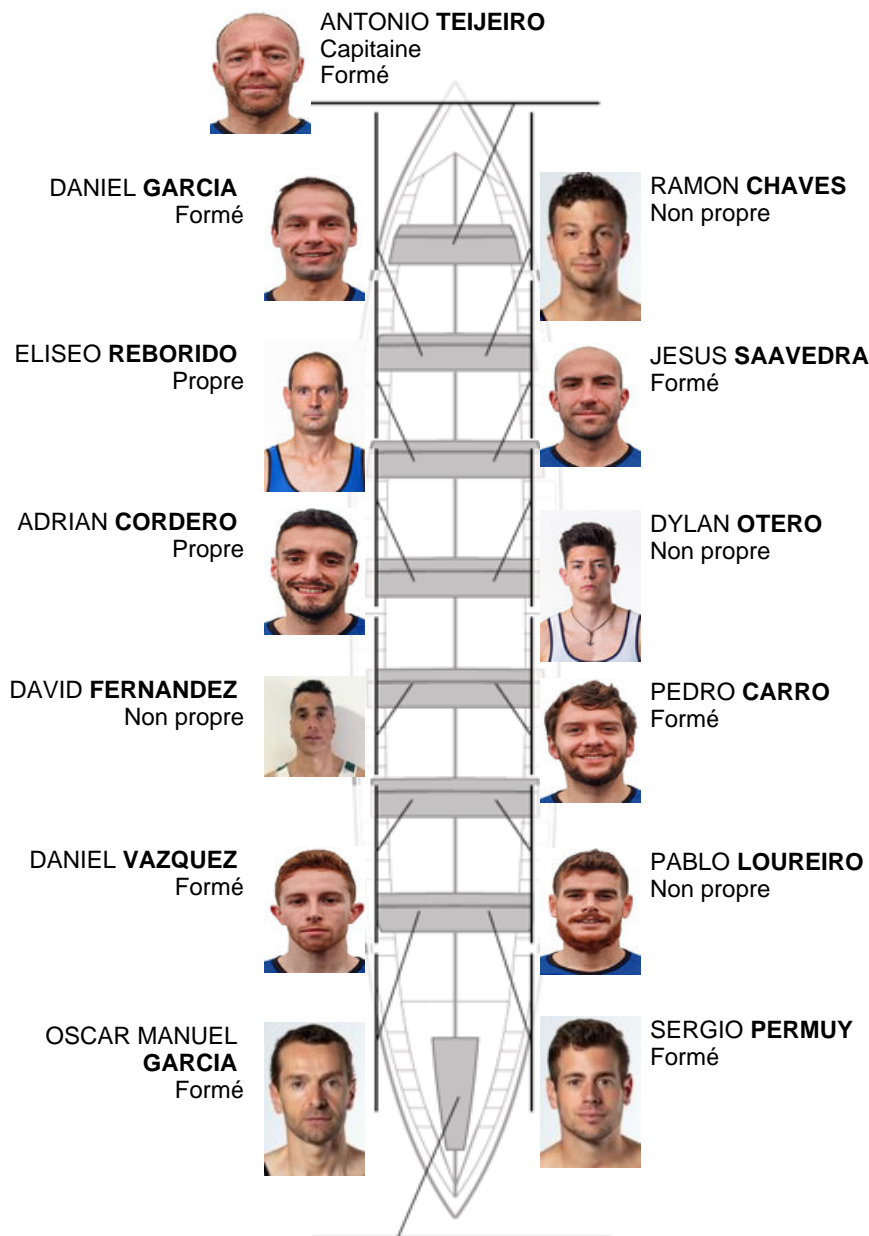 ANTONIO TEIJEIRO
Capitaine
Formé
DANIEL GARCIA
Formé
RAMON CHAVES
Non propre
ELISEO REBORIDO
Propre
JESUS SAAVEDRA
Formé
ADRIAN CORDERO
Propre
DYLAN OTERO
Non propre
DAVID FERNANDEZ
Non propre
PEDRO CARRO
Formé
DANIEL VAZQUEZ
Formé
PABLO LOUREIRO
Non propre
OSCAR MANUEL
GARCIA
Formé
SERGIO PERMUY
Formé